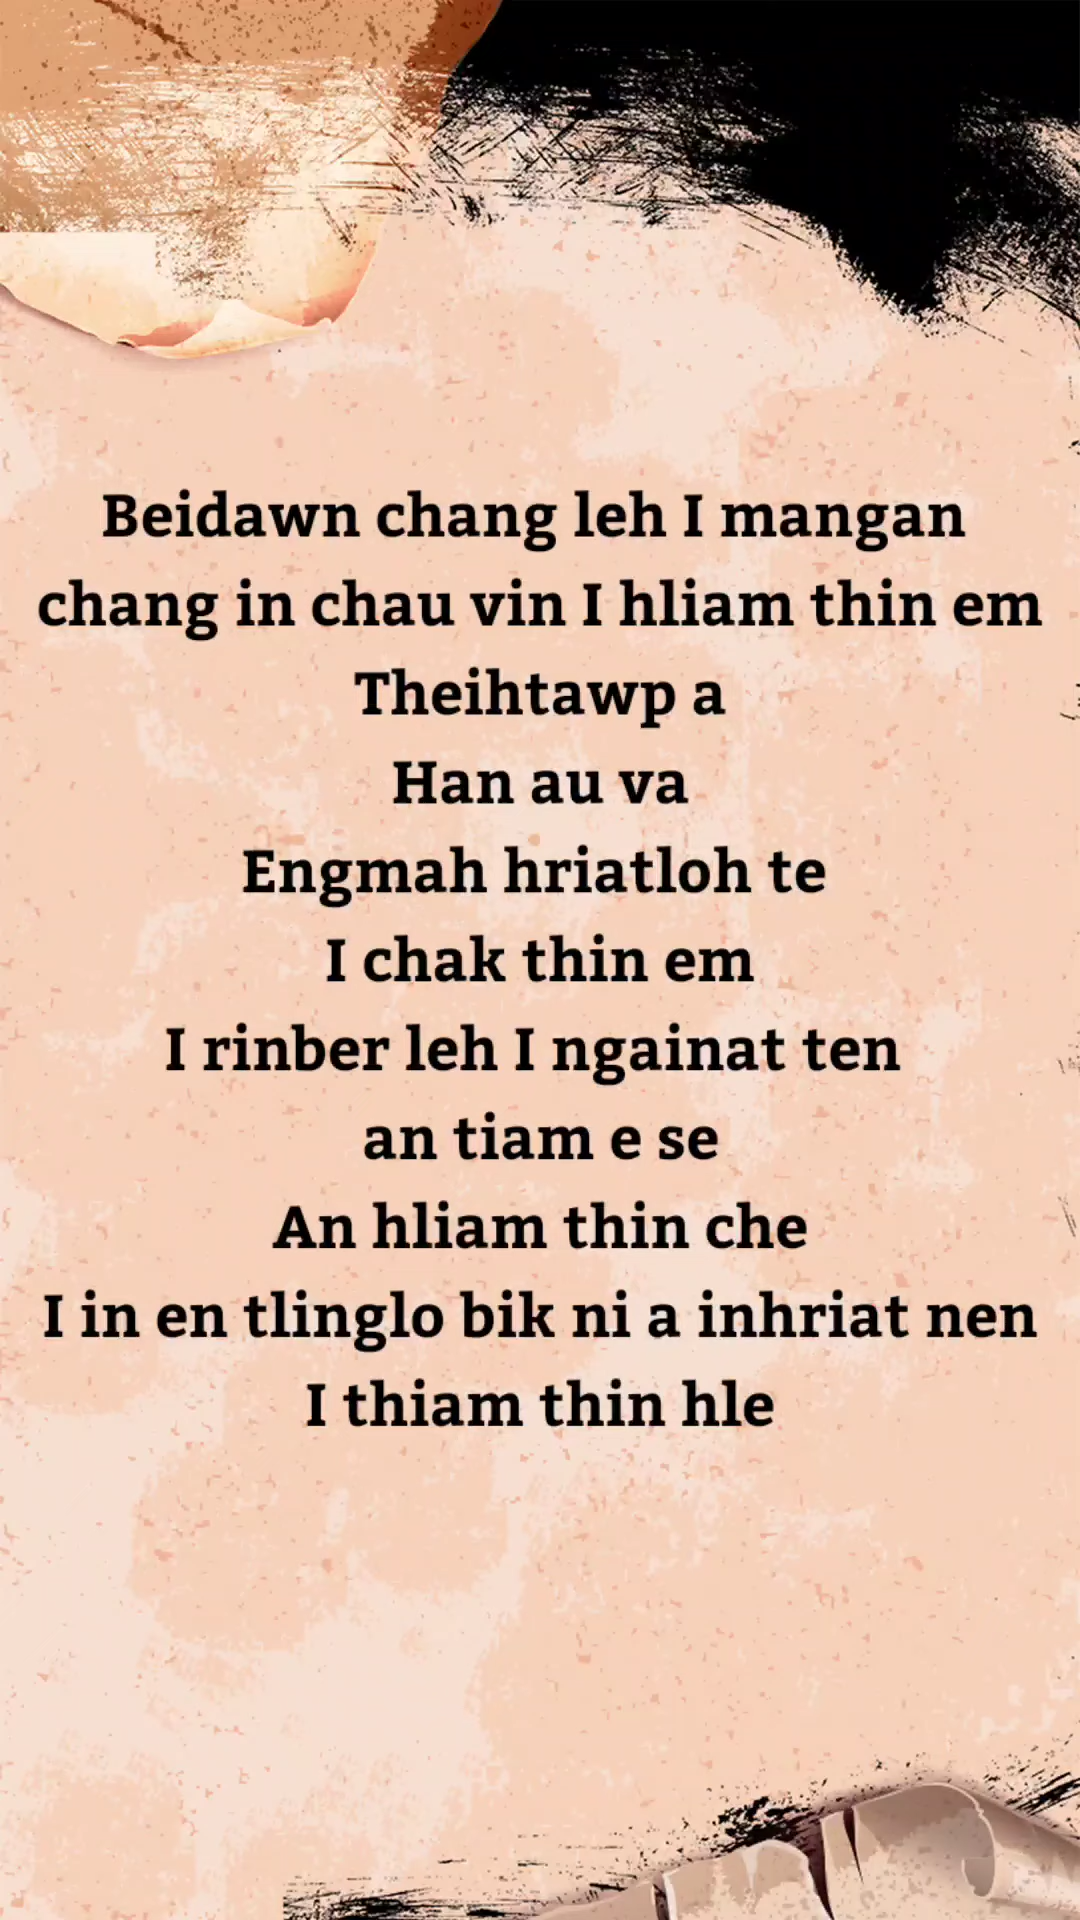 Beidawn chang leh I mangan
chang in chau vin I hliam thin em
Theihtawp a
Han au va
Engmah hriatloh te
I chak thin em
I rinber leh I ngainat ten
an tiam e se
An hliam thin che
I in en tlinglo bik ni a inhriat nen
I thiam thin hle